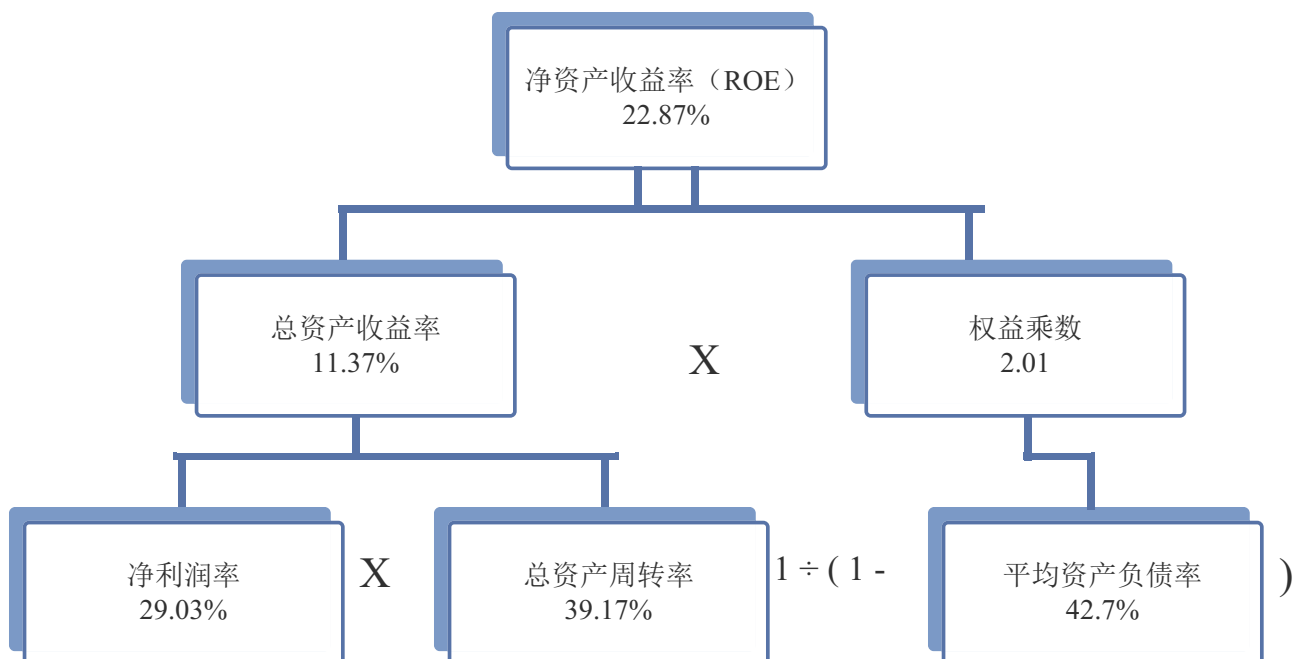 净资产收益率（ROE）
22.87%
总资产收益率
11.37%
X
权益乘数
2.01
净利润率
29.03%
X
总资产周转率
39.17%
1 ÷ ( 1 -
平均资产负债率
42.7%
)